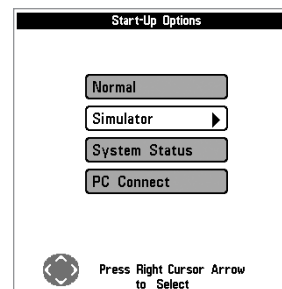 Start-Up Options
Normal
Simulator
System Status
PC Connect
Press Right Cursor Arrow
to Select